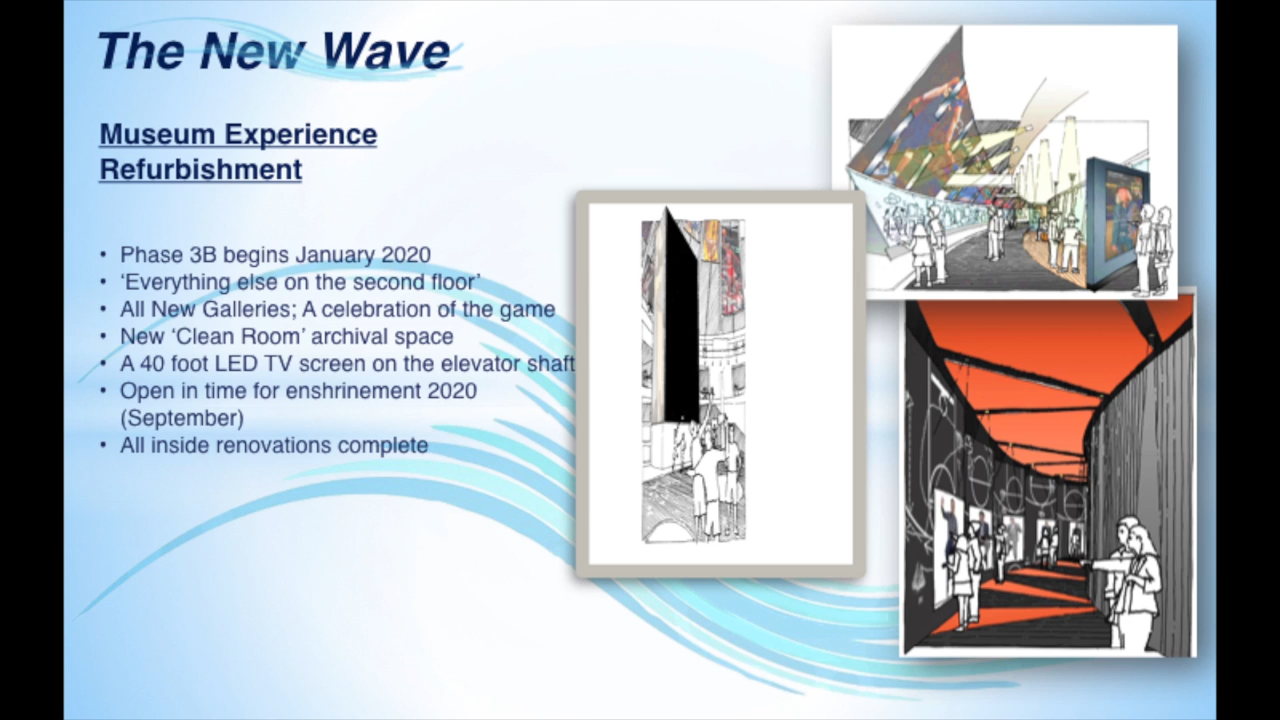 The New Wave
Museum Experience
Refurbishment
• Phase 3B begins January 2020
• ‘Everything else on the second floor’
• All New Galleries; A celebration of the game
• New ‘Clean Room’ archival space
• A 40 foot LED TV screen on the elevator shaft
• Open in time for enshrinement 2020
(September)
• All inside renovations complete